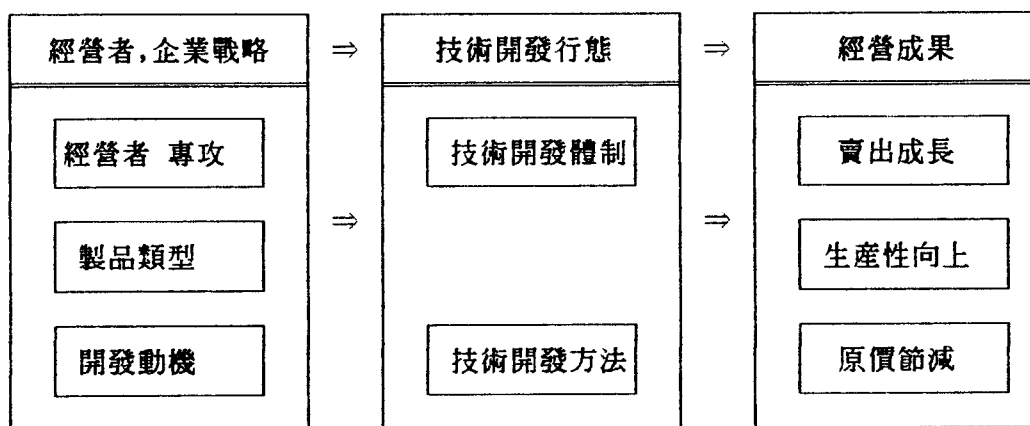 經營者,企業戰略 ⇒ 技術開發行態 ⇒ 經營成果
經營者 專攻
技術開發體制
賣出成長
⇒ ⇒
製品類型
生産性向上
開發動機
技術開發方法
原價節減